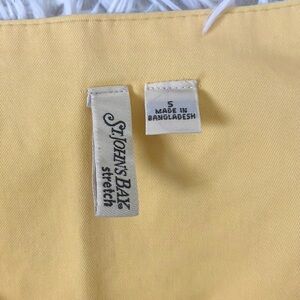 ST. JOHN'S BAY
stretch
S
MADE IN
BANGLADESH